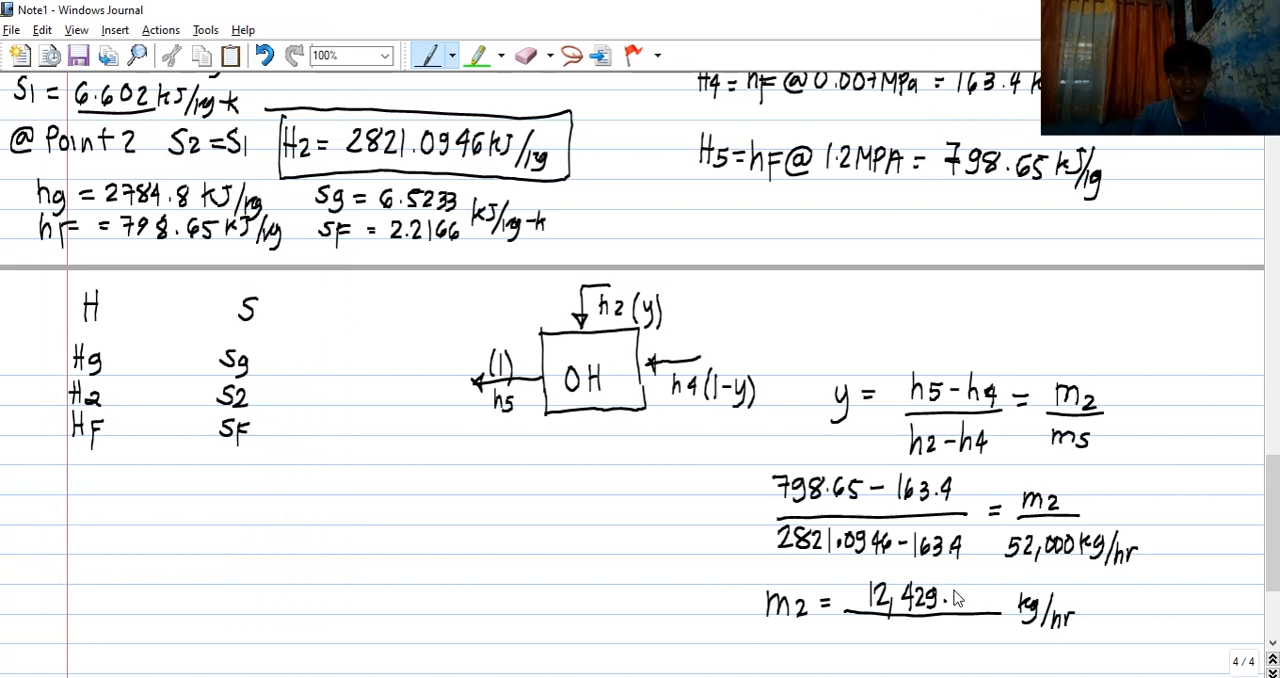 Note1 - Windows Journal
File Edit View Insert Actions Tools Help
100%
S1 = 6.602 kJ/kg-k
@ Point 2 S2 = S1
H2 = 2821.0946 kJ/kg
hg = 2784.8 kJ/kg Sg = 6.5233 kJ/kg-k
hF = 798.65 kJ/kg SF = 2.2166
H4 = hF @ 0.007MPa = 163.4 k
H5 = hF @ 1.2MPA = 798.65 kJ/kg
H S
Hg Sg
H2 S2
HF SF
h2 (y)
(1)
h5
OH
h4 (1-y)
y = h5-h4 = m2
h2-h4 m5
798.65 - 163.4 = m2
2821.0946 - 163.4 52,000 kg/hr
m2 = 12,429. kg/hr
4 / 4